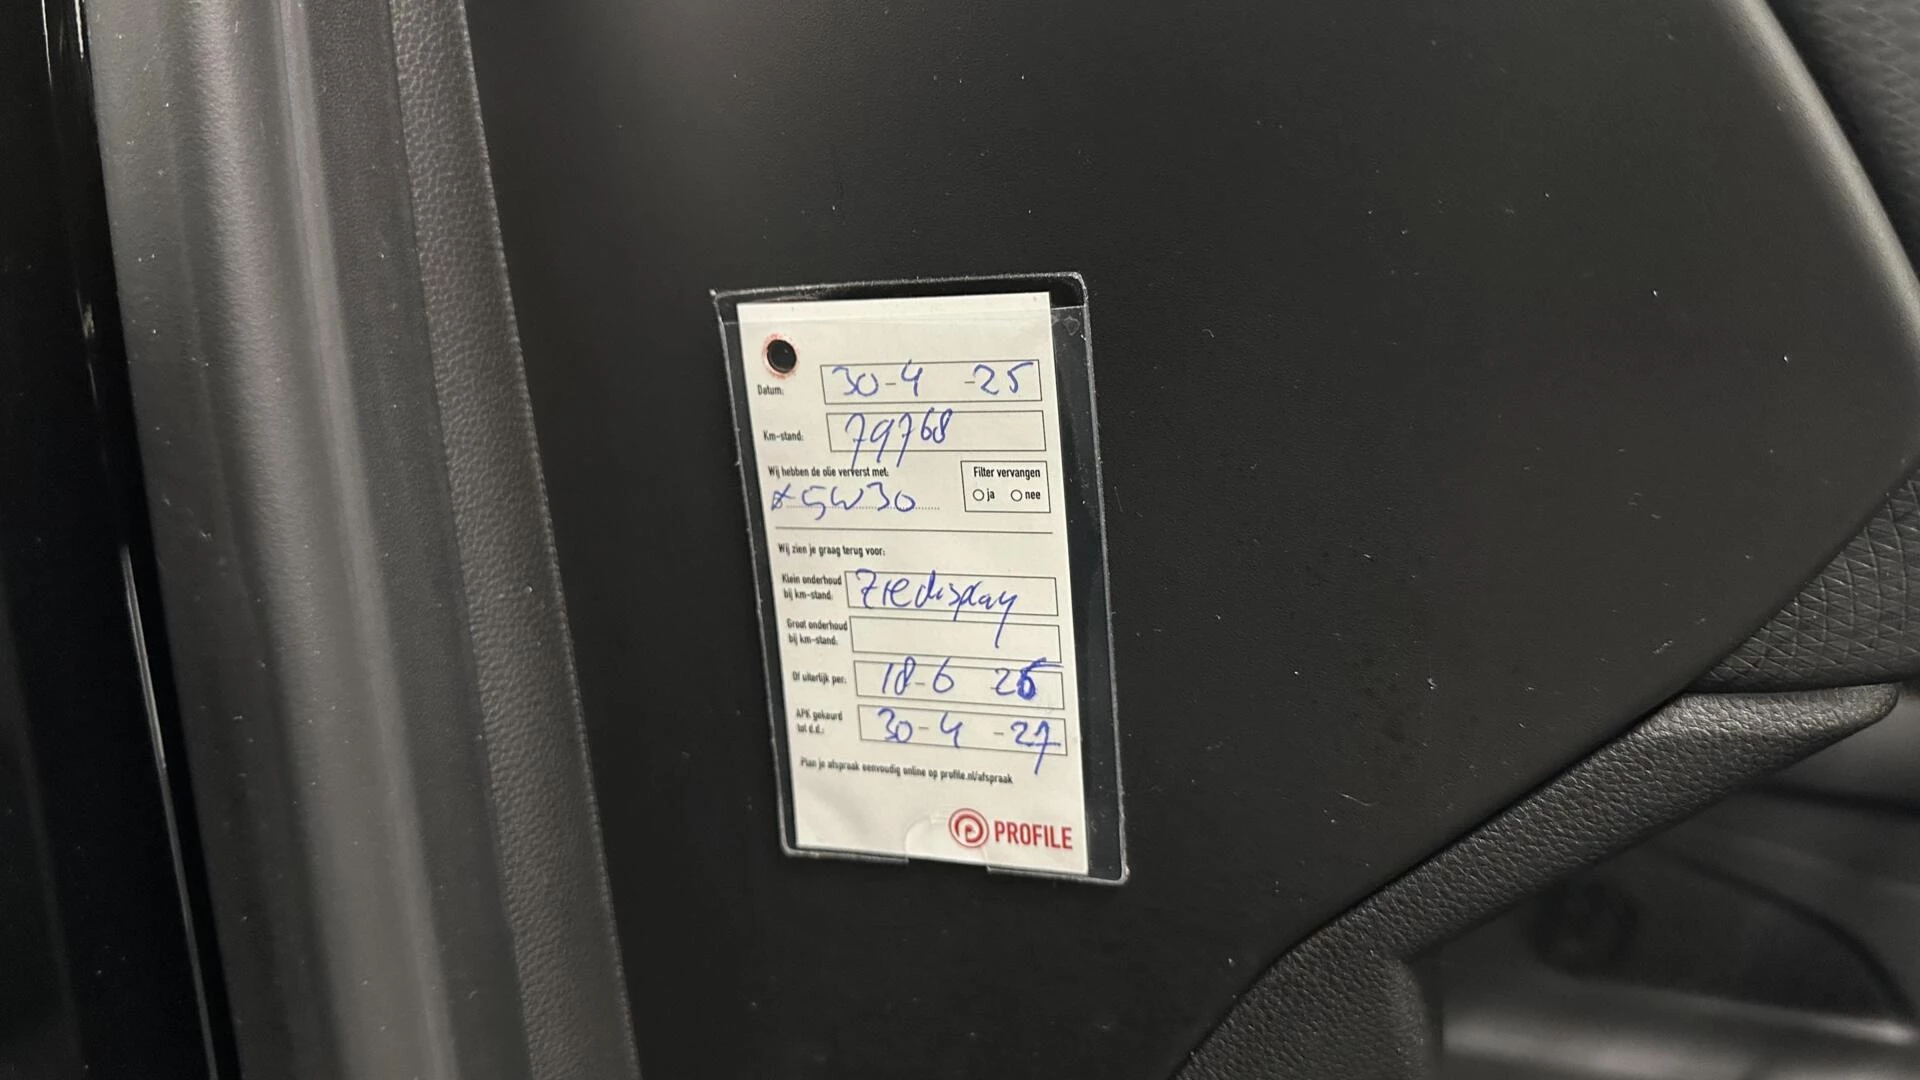 Datum: 30-4 -25
Km-stand: 79768
Wij hebben de olie ververst met:
5W30
Filter vervangen
ja nee
Wij zien je graag terug voor:
Klein onderhoud
bij km-stand: zie display
Groot onderhoud
bij km-stand:
Of uiterlijk per: 18-6
APK gekeurd
tot d.d.: 30-4 -27
Plan je afspraak eenvoudig online op profile.nl/afspraak
PROFILE